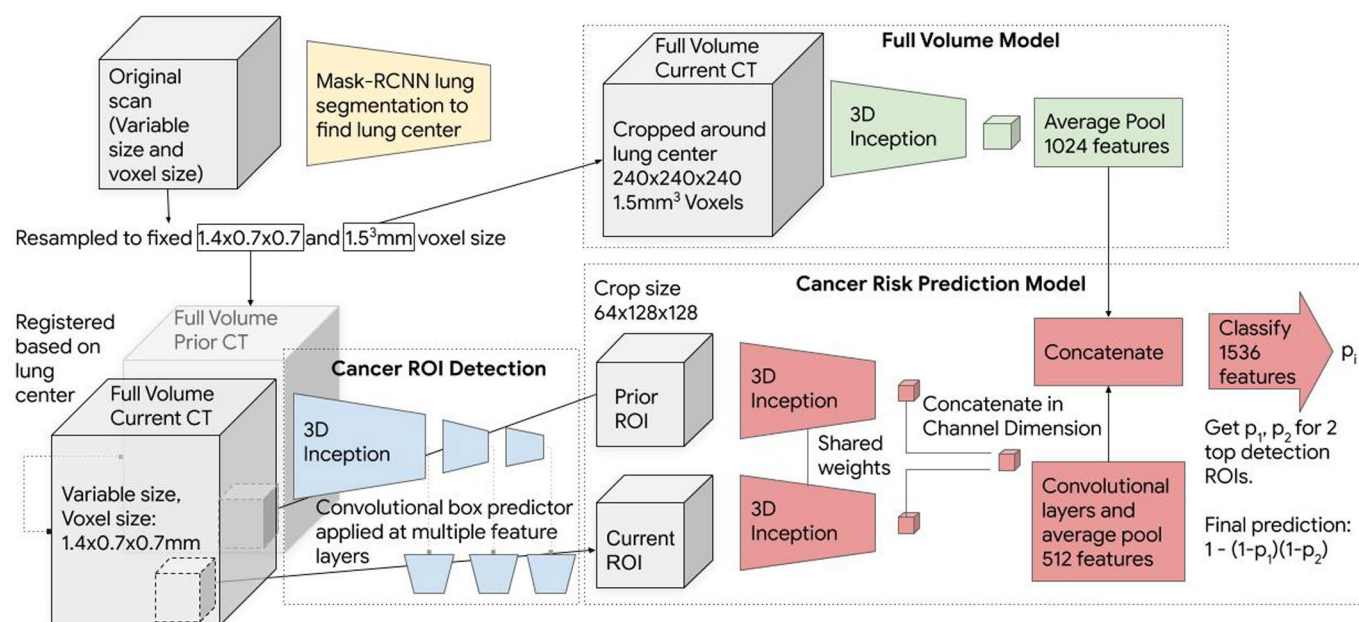 Original
scan
(Variable
size and
voxel size)
Mask-RCNN lung
segmentation to
find lung center
Resampled to fixed 1.4x0.7x0.7 and 1.5³mm voxel size
Full Volume Model
Full Volume
Current CT
Cropped around
lung center
240x240x240
1.5mm³ Voxels
3D
Inception
Average Pool
1024 features
Registered
based on
lung
center
Full Volume
Prior CT
Full Volume
Current CT
Variable size,
Voxel size:
1.4x0.7x0.7mm
Cancer ROI Detection
3D
Inception
Convolutional box predictor
applied at multiple feature
layers
Cancer Risk Prediction Model
Crop size
64x128x128
Prior
ROI
Current
ROI
3D
Inception
Shared
weights
3D
Inception
Concatenate in
Channel Dimension
Concatenate
Convolutional
layers and
average pool
512 features
Classify
1536
features
pᵢ
Get p₁, p₂ for 2
top detection
ROIs.
Final prediction:
1 - (1-p₁)(1-p₂)